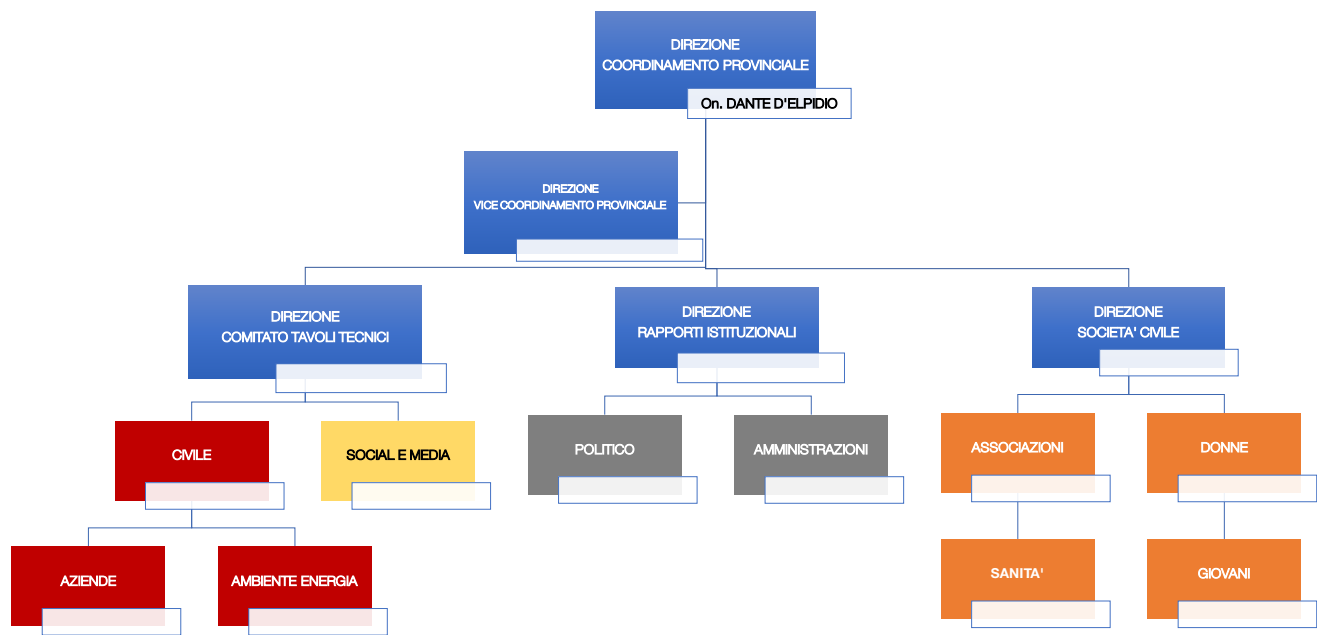 DIREZIONE
COORDINAMENTO PROVINCIALE
On. DANTE D'ELPIDIO
DIREZIONE
VICE COORDINAMENTO PROVINCIALE
DIREZIONE
COMITATO TAVOLI TECNICI
DIREZIONE
RAPPORTI ISTITUZIONALI
DIREZIONE
SOCIETA' CIVILE
CIVILE
SOCIAL E MEDIA
POLITICO
AMMINISTRAZIONI
ASSOCIAZIONI
DONNE
AZIENDE
AMBIENTE ENERGIA
SANITA'
GIOVANI